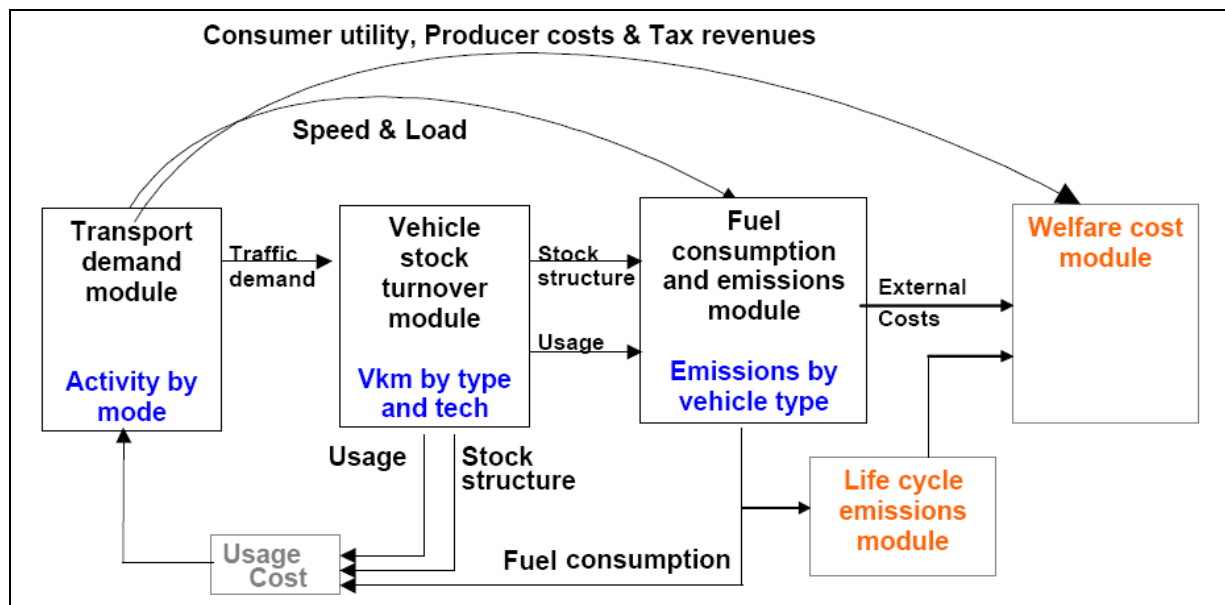 Consumer utility, Producer costs & Tax revenues
Speed & Load
Transport
demand
module
Activity by
mode
Traffic
demand
Vehicle
stock
turnover
module
Vkm by type
and tech
Stock
structure
Usage
Fuel
consumption
and emissions
module
Emissions by
vehicle type
External
Costs
Welfare cost
module
Usage
Stock
structure
Life cycle
emissions
module
Fuel consumption
Usage
Cost